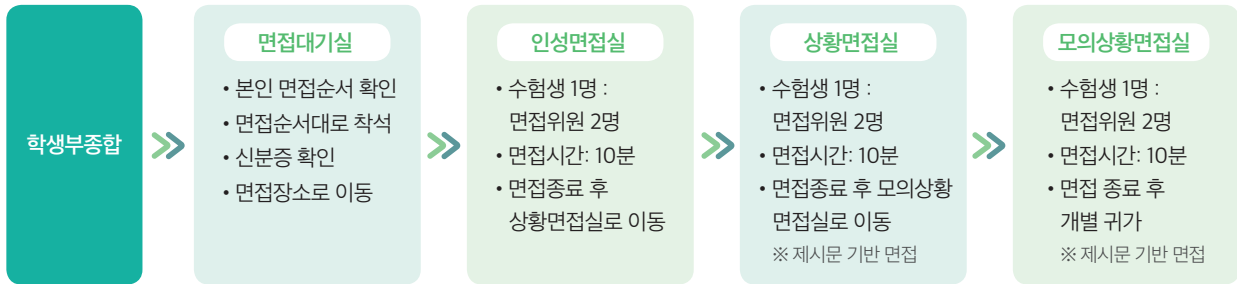 학생부종합
면접대기실
• 본인 면접순서 확인
• 면접순서대로 착석
• 신분증 확인
• 면접장소로 이동
인성면접실
• 수험생 1명 :
면접위원 2명
• 면접시간: 10분
• 면접종료 후
상황면접실로 이동
상황면접실
• 수험생 1명 :
면접위원 2명
• 면접시간: 10분
• 면접종료 후 모의상황
면접실로 이동
※ 제시문 기반 면접
모의상황면접실
• 수험생 1명 :
면접위원 2명
• 면접시간: 10분
• 면접 종료 후
개별 귀가
※ 제시문 기반 면접